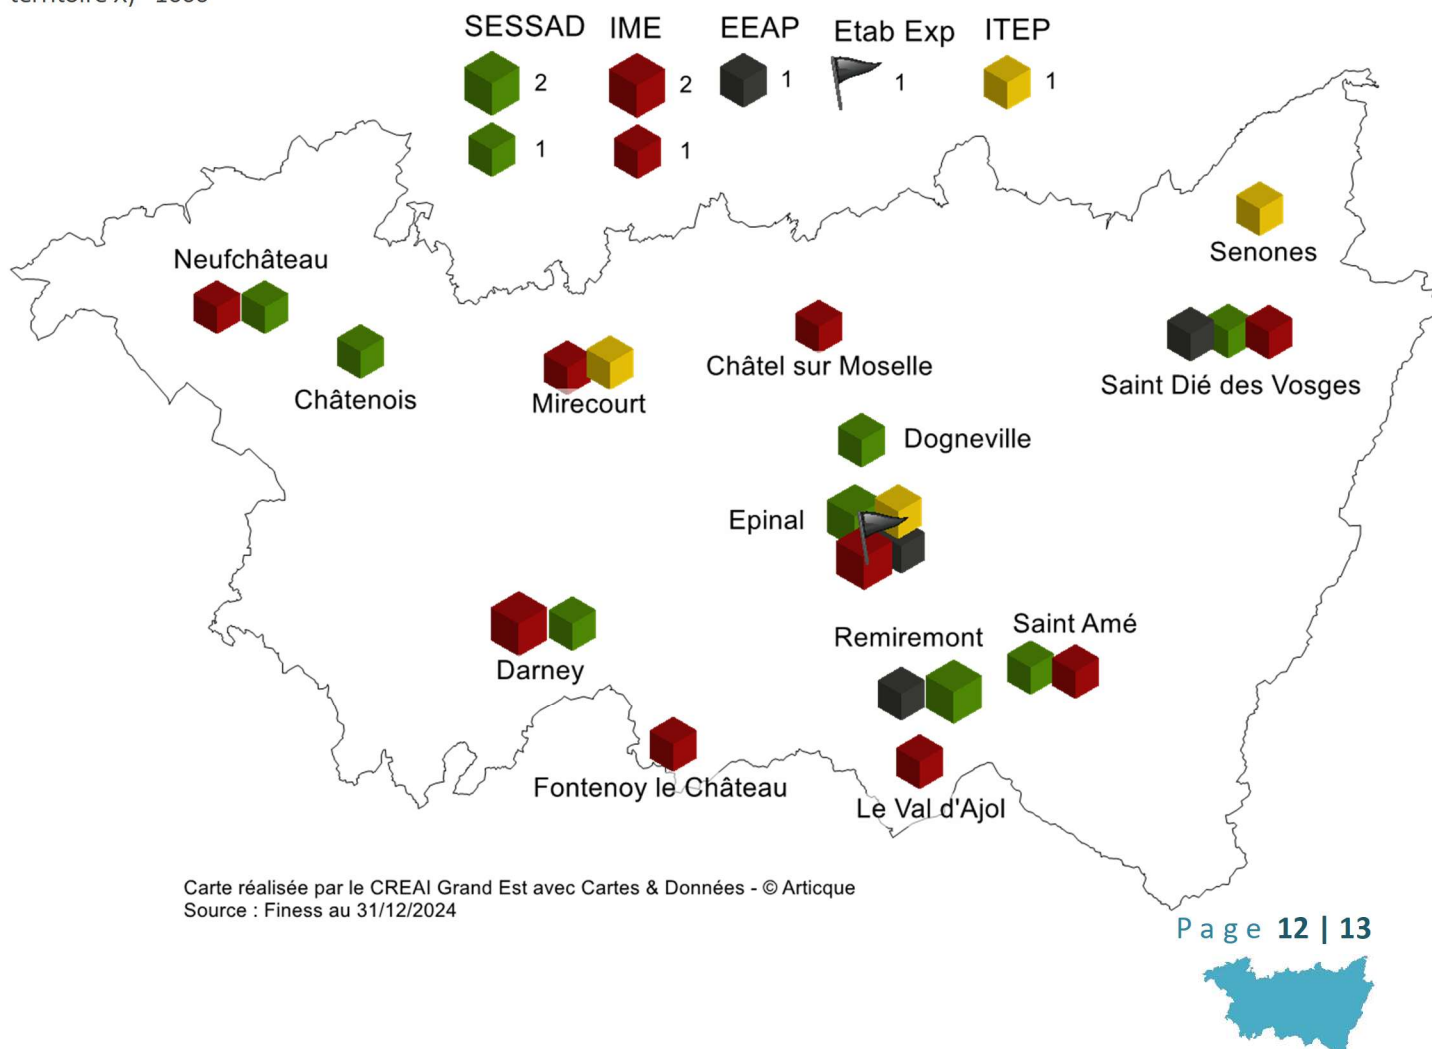 SESSAD IME EEAP Etab Exp ITEP
2 2 1 1 1
1 1
Senones
Neufchâteau
Châtel sur Moselle
Saint Dié des Vosges
Châtenois
Mirecourt
Dogneville
Epinal
Saint Amé
Remiremont
Darney
Fontenoy le Château
Le Val d'Ajol
Carte réalisée par le CREAI Grand Est avec Cartes & Données - © Articque
Source : Finess au 31/12/2024
Page 12 | 13